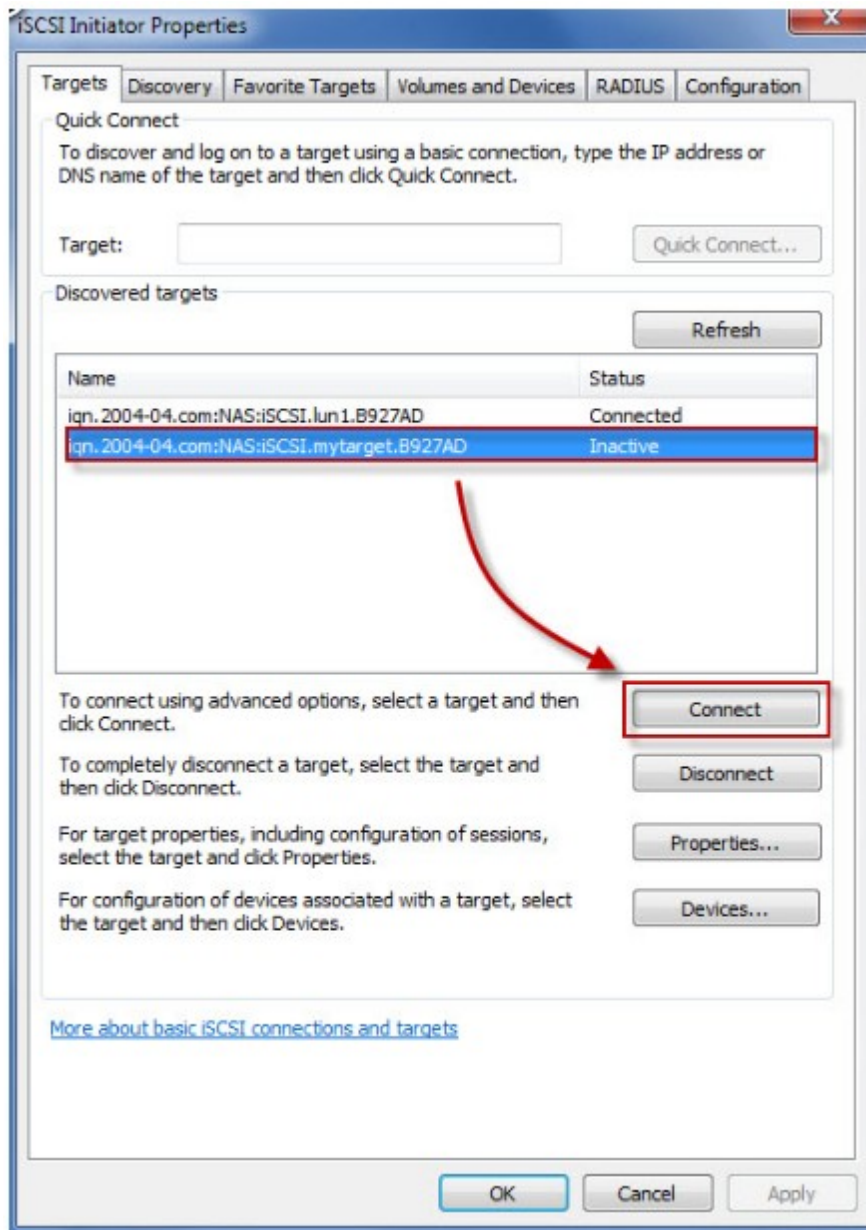 iSCSI Initiator Properties
Targets Discovery Favorite Targets Volumes and Devices RADIUS Configuration
Quick Connect
To discover and log on to a target using a basic connection, type the IP address or
DNS name of the target and then click Quick Connect.
Target:
Quick Connect...
Discovered targets
Refresh
Name Status
iqn.2004-04.com:NAS:iSCSI.lun1.B927AD Connected
iqn.2004-04.com:NAS:iSCSI.mytarget.B927AD Inactive
To connect using advanced options, select a target and then
click Connect.
Connect
To completely disconnect a target, select the target and
then click Disconnect.
Disconnect
For target properties, including configuration of sessions,
select the target and click Properties.
Properties...
For configuration of devices associated with a target, select
the target and then click Devices.
Devices...
More about basic iSCSI connections and targets
OK Cancel Apply